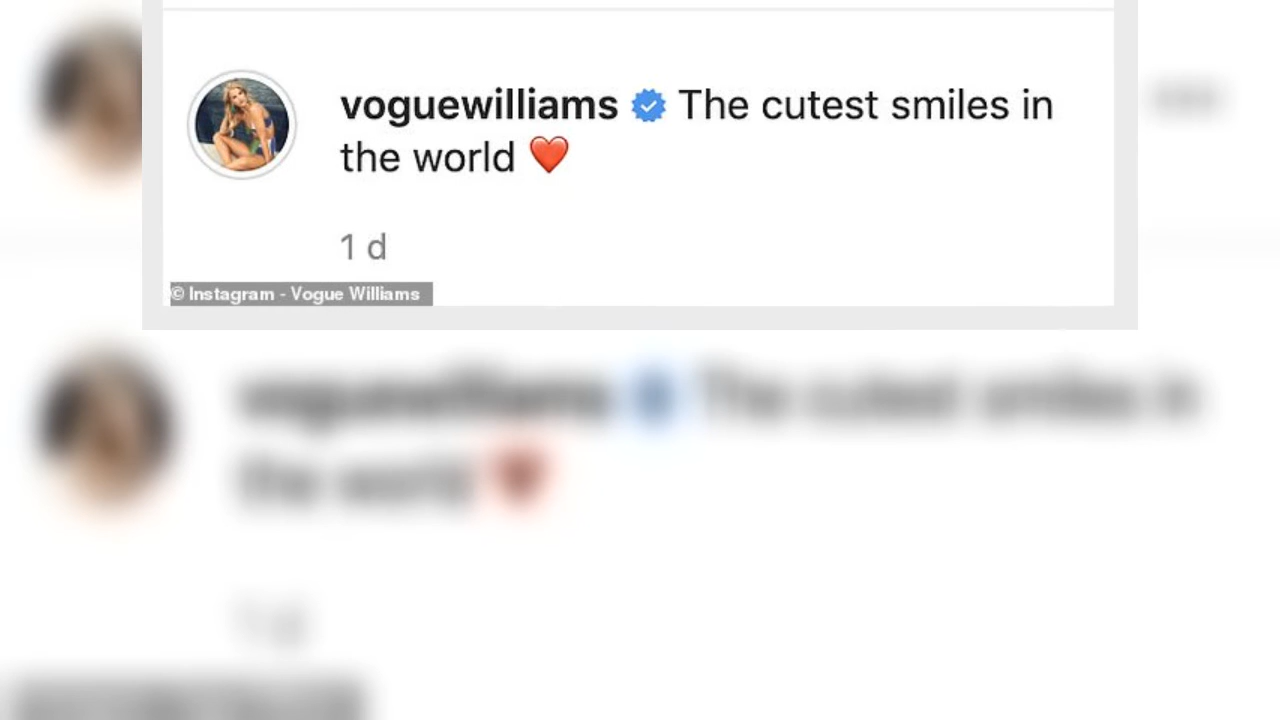 voguewilliams The cutest smiles in
the world ❤️
1 d
© Instagram - Vogue Williams